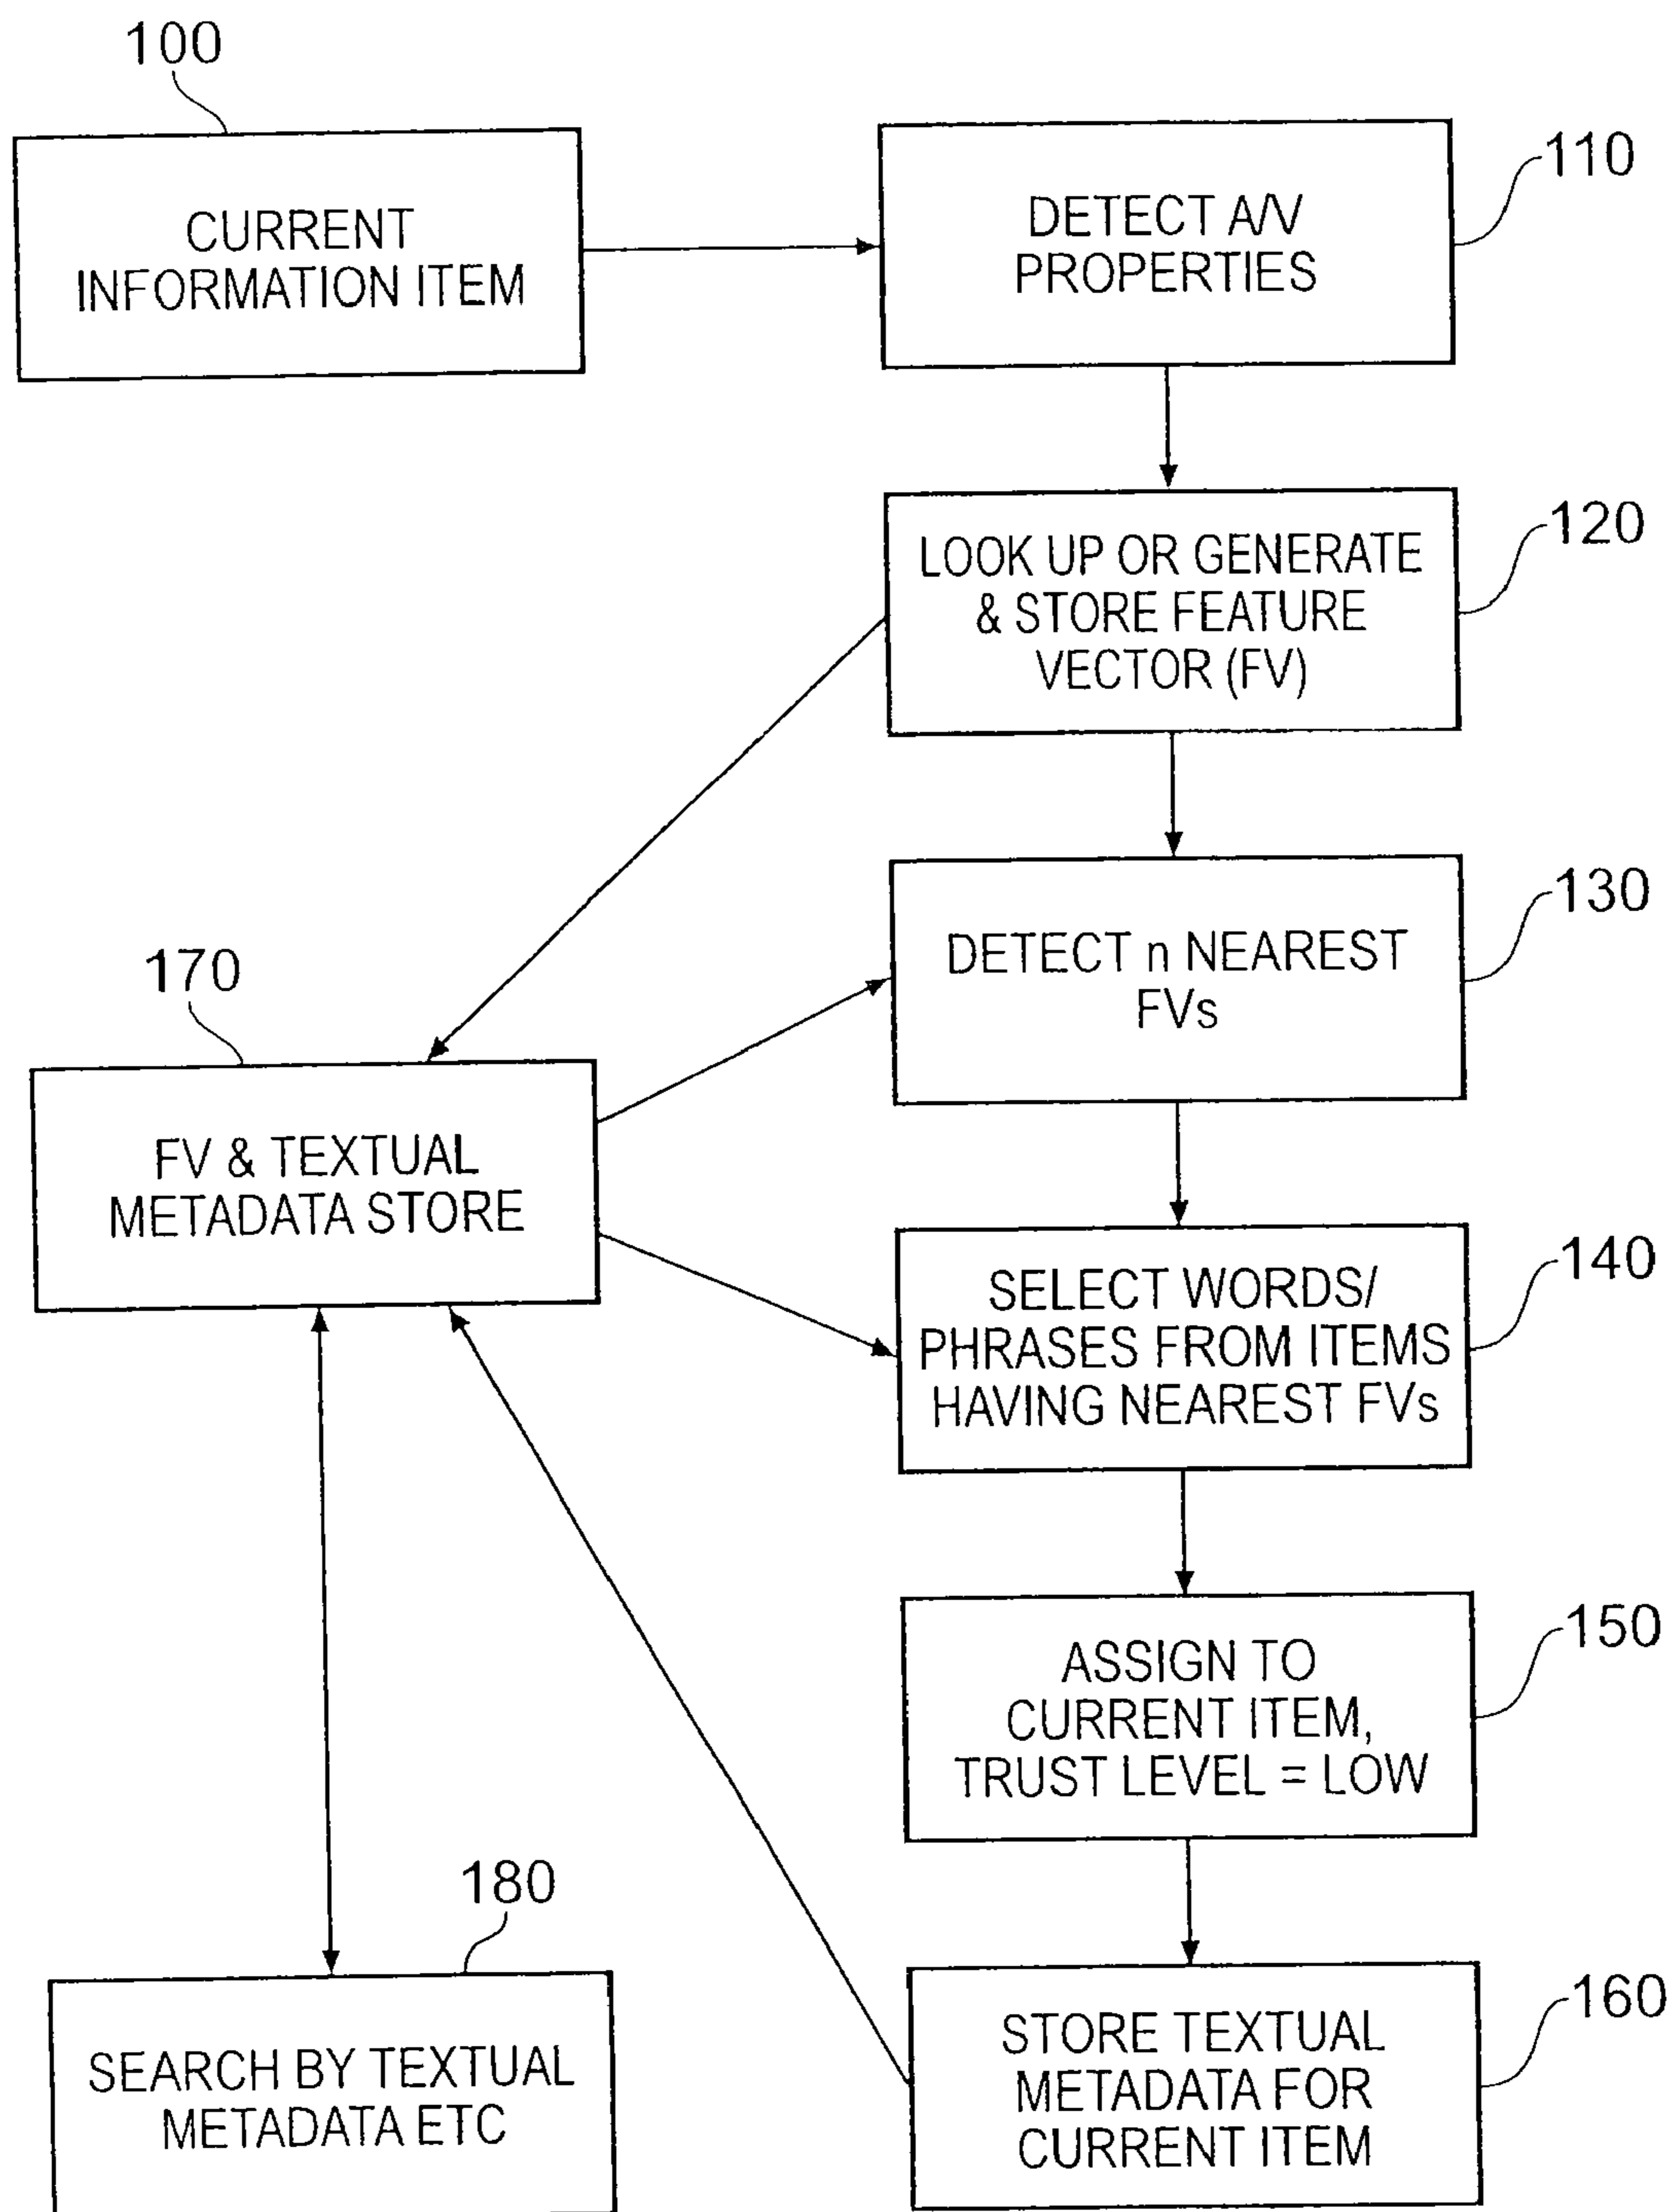 100
CURRENT
INFORMATION ITEM
110
DETECT A/V
PROPERTIES
120
LOOK UP OR GENERATE
& STORE FEATURE
VECTOR (FV)
130
DETECT n NEAREST
FVs
170
FV & TEXTUAL
METADATA STORE
140
SELECT WORDS/
PHRASES FROM ITEMS
HAVING NEAREST FVs
150
ASSIGN TO
CURRENT ITEM,
TRUST LEVEL = LOW
180
SEARCH BY TEXTUAL
METADATA ETC
160
STORE TEXTUAL
METADATA FOR
CURRENT ITEM